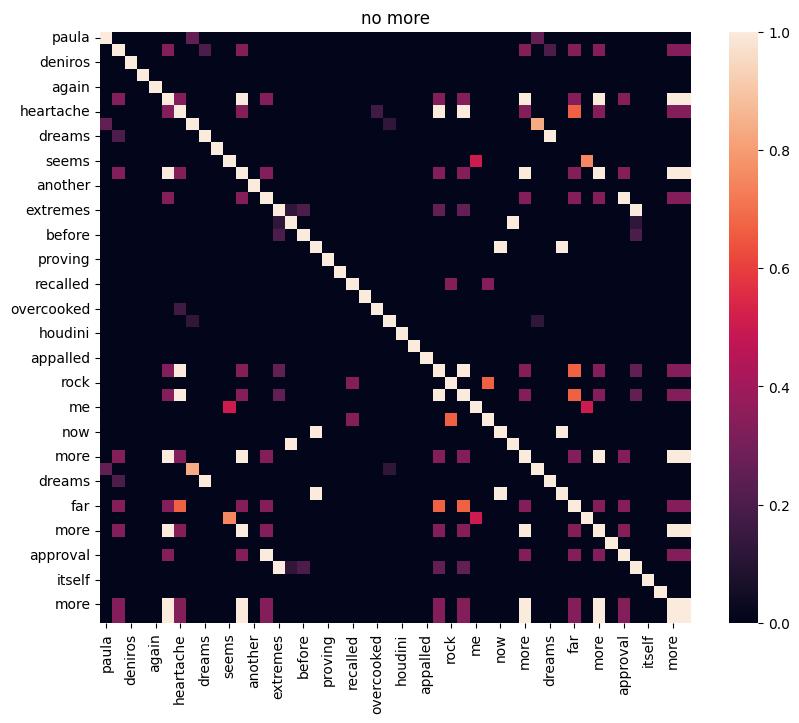 no more
paula
deniros
again
heartache
dreams
seems
another
extremes
before
proving
recalled
overcooked
houdini
appalled
rock
me
now
more
dreams
far
more
approval
itself
more
1.0
0.8
0.6
0.4
0.2
0.0
paula
deniros
again
heartache
dreams
seems
another
extremes
before
proving
recalled
overcooked
houdini
appalled
rock
me
now
more
dreams
far
more
approval
itself
more